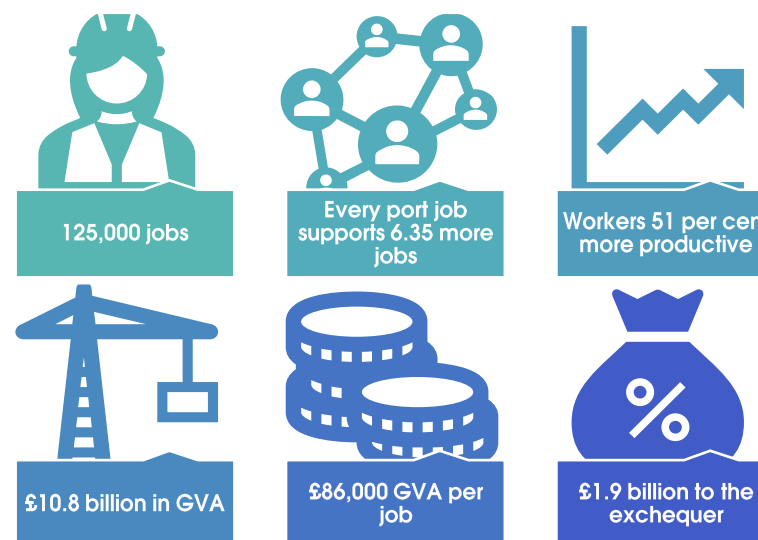 125,000 jobs
Every port job
supports 6.35 more
jobs
Workers 51 per cen
more productive
£10.8 billion in GVA
£86,000 GVA per
job
£1.9 billion to the
exchequer
%